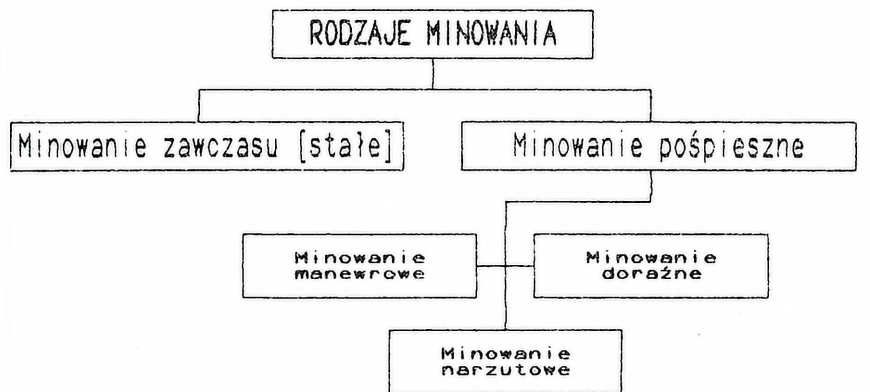 RODZAJE MINOWANIA
Minowanie zawczasu [stałe]
Minowanie pośpieszne
Minowanie
manewrowe
Minowanie
doraźne
Minowanie
narzutowe